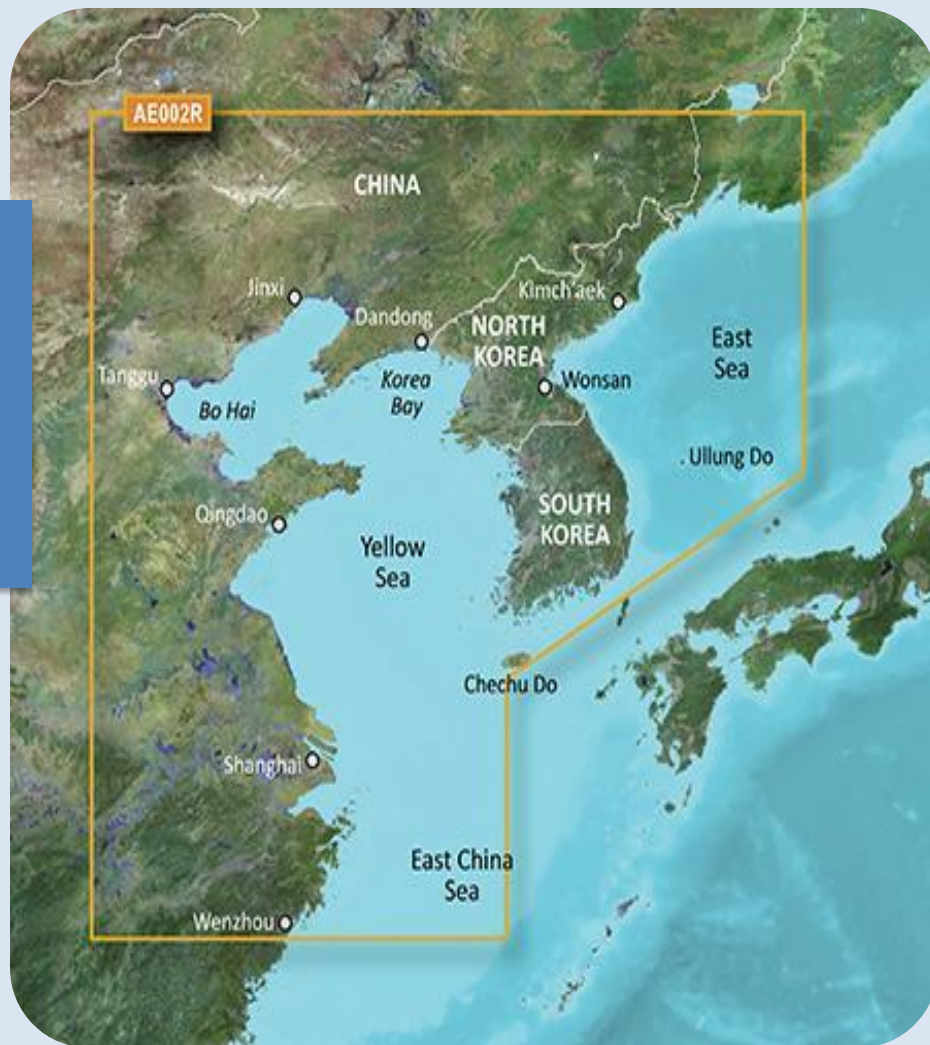 AE002R
CHINA
Jinxi
Kimch'aek
Dandong
NORTH
KOREA
East
Sea
Tanggu
Korea
Bay
Wonsan
Bo Hai
Ullung Do
Qingdao
SOUTH
KOREA
Yellow
Sea
Chechu Do
Shanghai
East China
Sea
Wenzhou